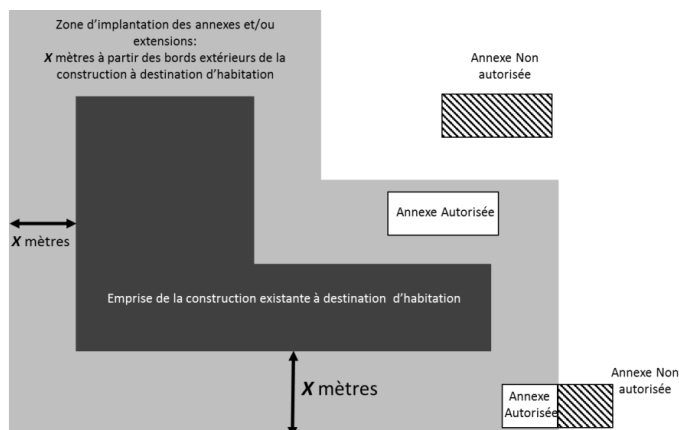 Zone d'implantation des annexes et/ou
extensions:
X mètres à partir des bords extérieurs de la
construction à destination d'habitation
Annexe Non
autorisée
Annexe Autorisée
X mètres
Emprise de la construction existante à destination d'habitation
X mètres
Annexe Non
autorisée
Annexe
Autorisée